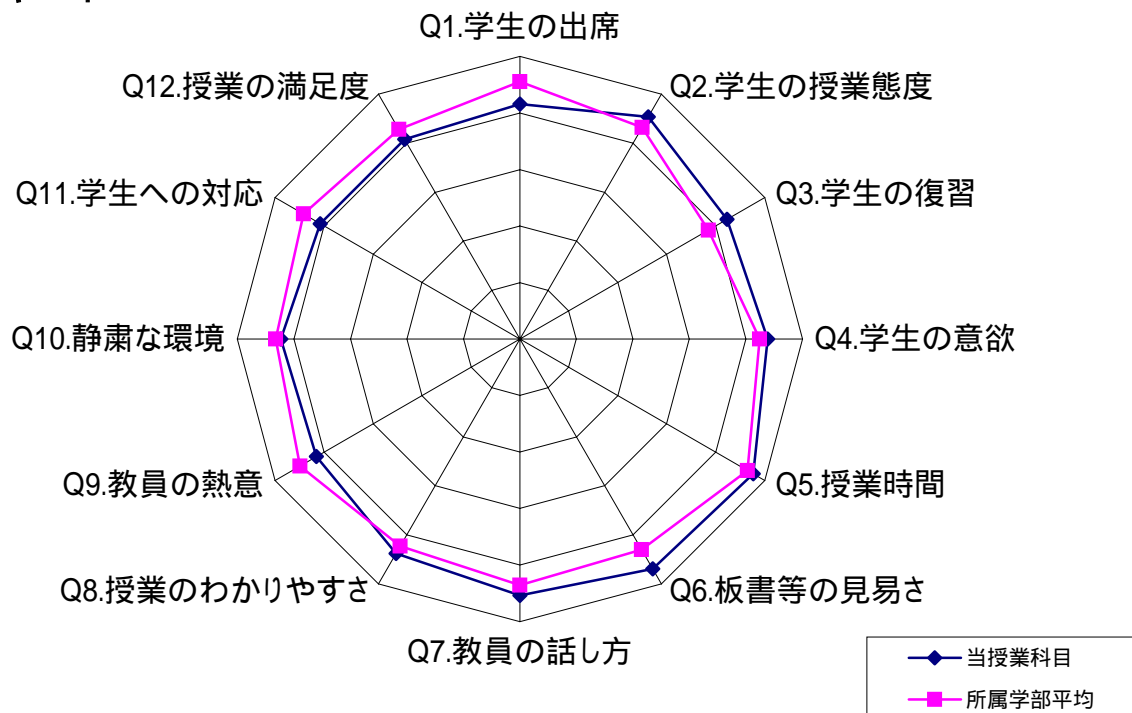 Q1.学生の出席
Q2.学生の授業態度
Q3.学生の復習
Q4.学生の意欲
Q5.授業時間
Q6.板書等の見易さ
Q7.教員の話し方
Q8.授業のわかりやすさ
Q9.教員の熱意
Q10.静粛な環境
Q11.学生への対応
Q12.授業の満足度
当授業科目
所属学部平均